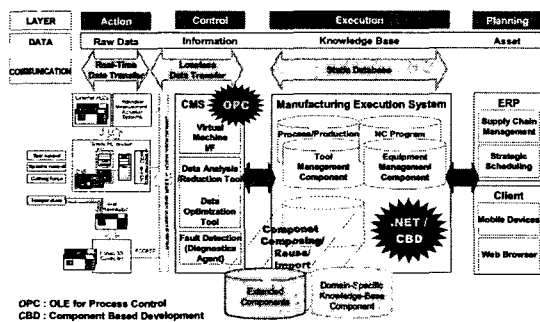 LAYER Action Control Execution Planning
DATA Raw Data Information Knowledge Base Asset
COMMUNICATION Real-Time Data Transfer Lossless Data Transfer Static Database
CMS
OPC
Virtual Machine I/F
Data Analysis /Reduction Tool
Data Optimization Tool
Fault Detection (Diagnostics Agent)
Manufacturing Execution System
Process/Production
NC Program
Tool Management Component
Equipment Management Component
Componet Composing/ Reuse/ Import
.NET / CBD
Extended Components
Domain-Specific Knowledge-Base Component
ERP
Supply Chain Management
Strategic Scheduling
Client
Mobile Devices
Web Browser
OPC : OLE for Process Control
CBD : Component Based Development